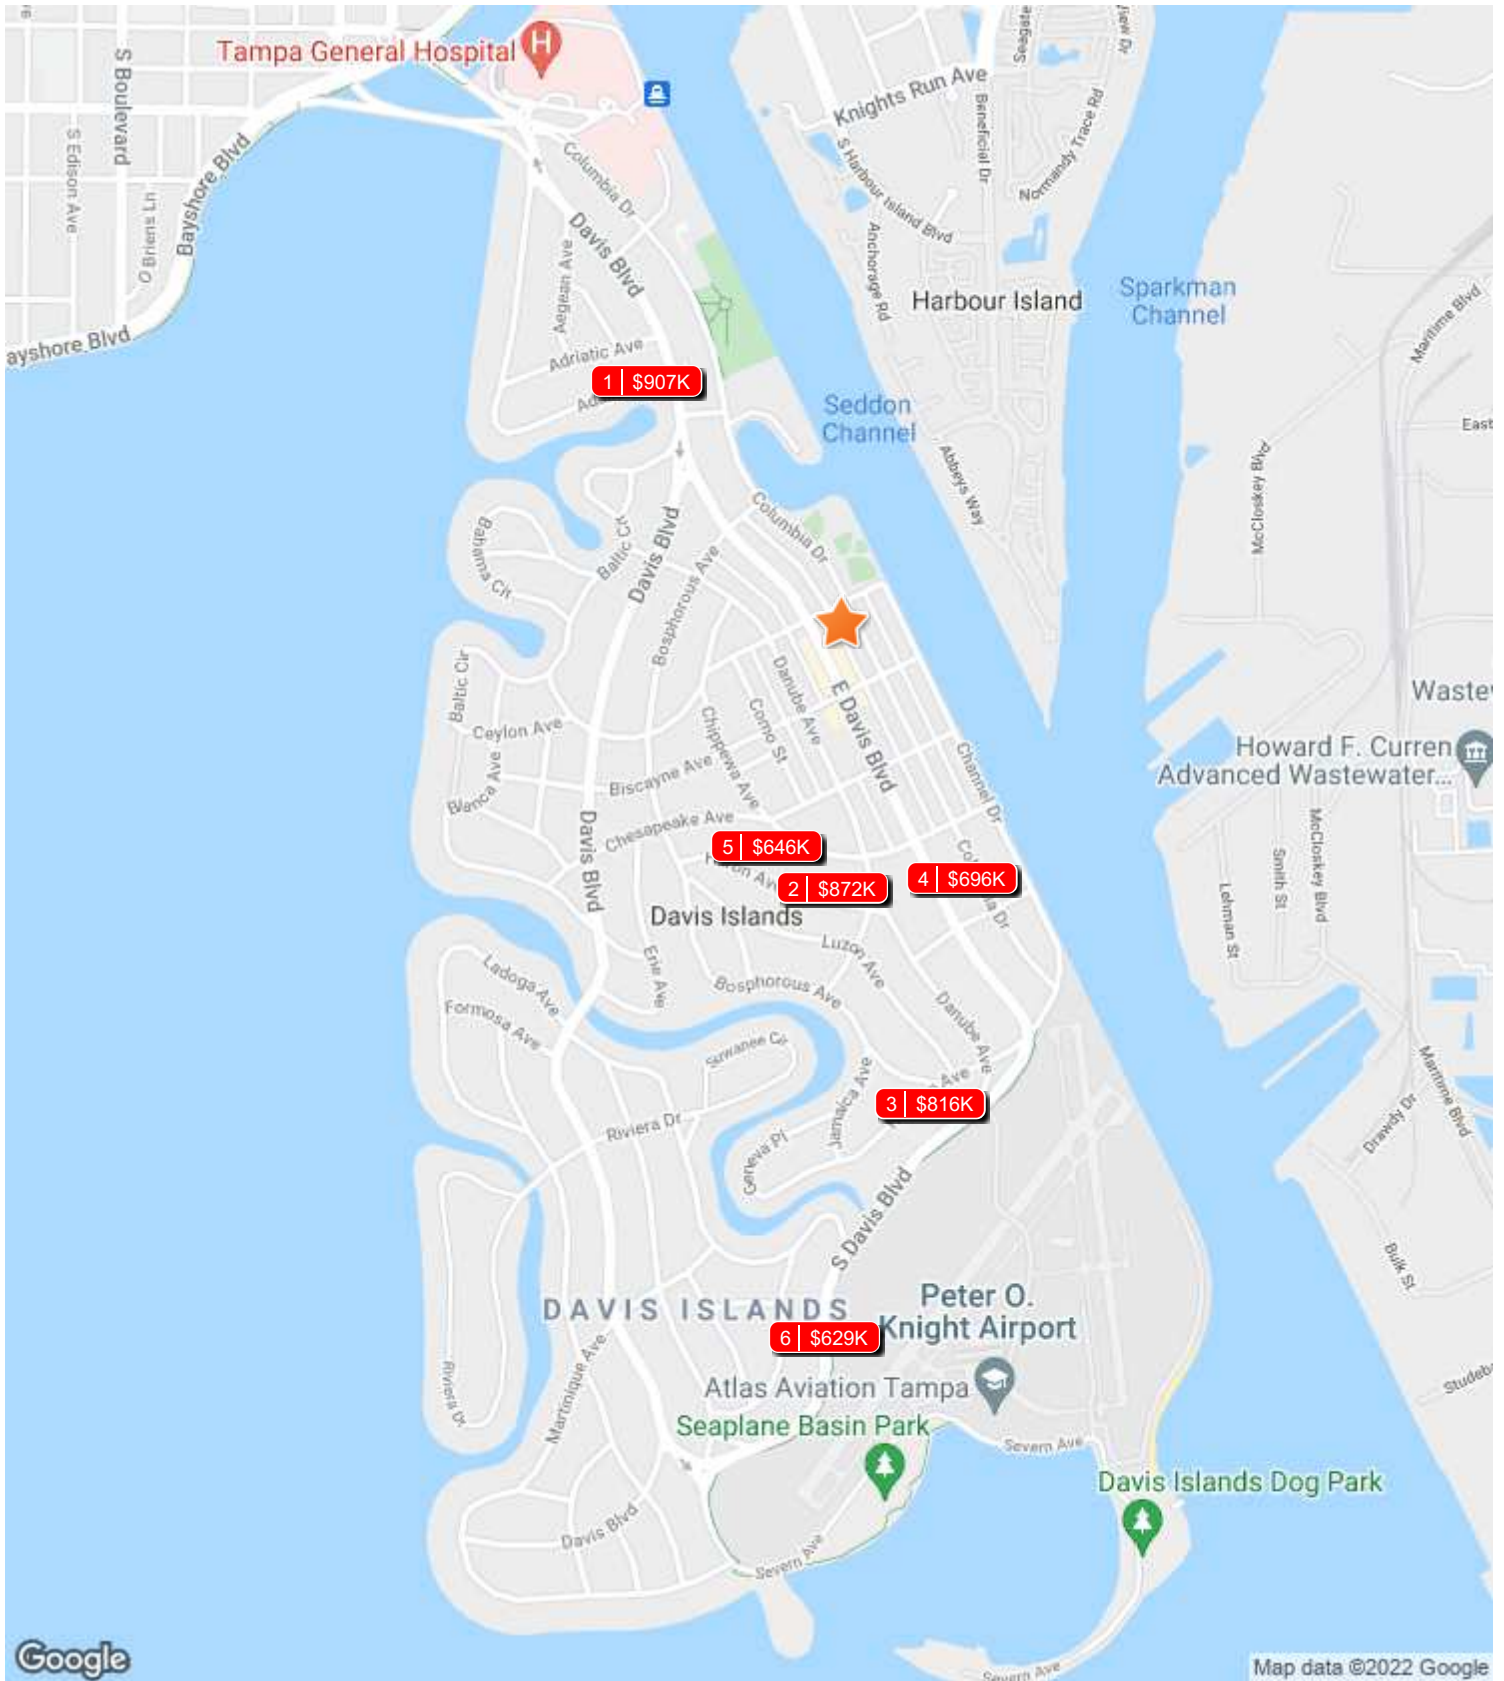 Tampa General Hospital
H
S Boulevard
S Edison Ave
O Briens Ln
Bayshore Blvd
ayshore Blvd
Columbia Dr
Davis Blvd
Aegean Ave
Adriatic Ave
1 $907K
Knights Run Ave
Seagate
view Dr
Beneficial Dr
Normandy Trace Rd
S Harbour Island Blvd
Anchorage Rd
Harbour Island
Sparkman
Channel
Maritime Blvd
Seddon
Channel
Abbeys Way
McCloskey Blvd
East
Bahama Cir
Baltic Cir
Davis Blvd
Bosphorous Ave
Columbia Dr
Baltic Cir
Ceylon Ave
Blanca Ave
Biscayne Ave
Chippewa Ave
Como St
Danube Ave
E Davis Blvd
Channel Dr
Chesapeake Ave
Davis Blvd
5 $646K
Huron Av
2 $872K
4 $696K
Davis Islands
Luzon Ave
Erie Ave
Bosphorous Ave
Danube Ave
Ladoga Ave
Formosa Ave
Suwanee Cir
Jamaica Ave
Ave
3 $816K
Riviera Dr
Geneva Pl
S Davis Blvd
Waste
Howard F. Curren
Advanced Wastewater...
McCloskey Blvd
Smith St
Lehman St
Maritime Blvd
Drawdy Dr
Bulk St
DAVIS ISLANDS
Peter O.
Knight Airport
6 $629K
Atlas Aviation Tampa
Seaplane Basin Park
Martinique Ave
Riviera Dr
Severn Ave
Studeb
Davis Islands Dog Park
Davis Blvd
Severn Ave
Severn Ave
Google
Map data ©2022 Google